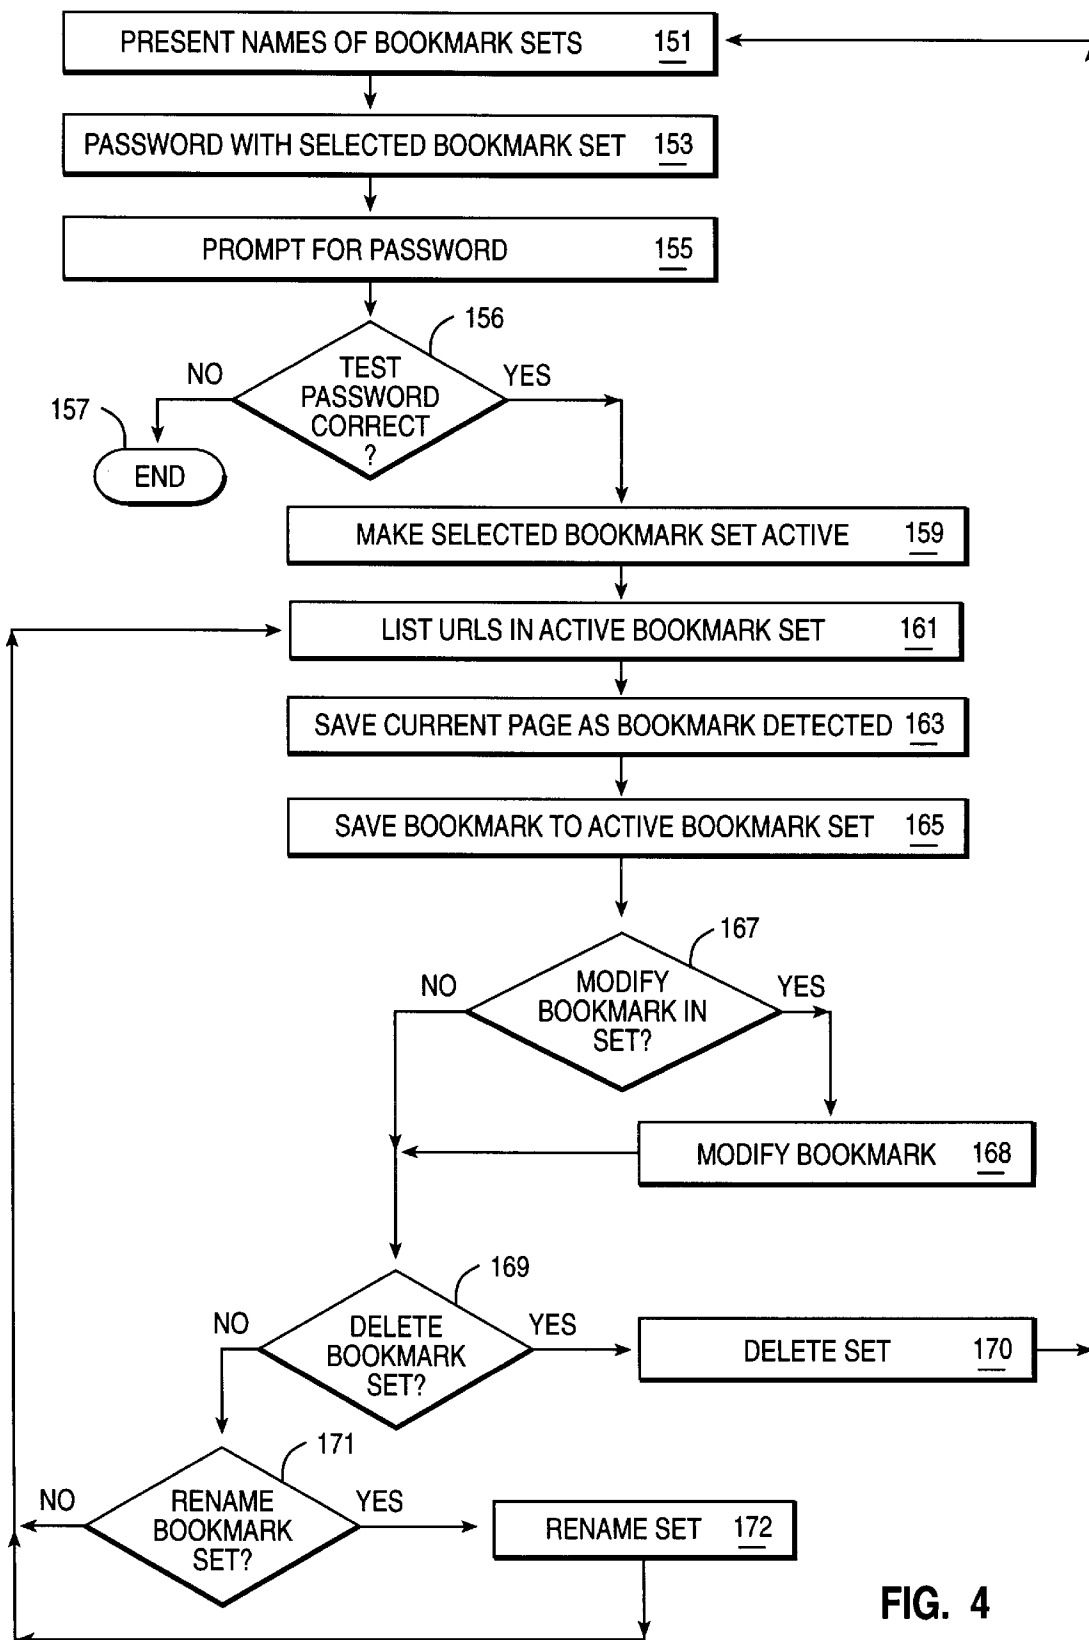 PRESENT NAMES OF BOOKMARK SETS 151
PASSWORD WITH SELECTED BOOKMARK SET 153
PROMPT FOR PASSWORD 155
156
TEST
PASSWORD
CORRECT
?
NO
YES
157
END
MAKE SELECTED BOOKMARK SET ACTIVE 159
LIST URLS IN ACTIVE BOOKMARK SET 161
SAVE CURRENT PAGE AS BOOKMARK DETECTED 163
SAVE BOOKMARK TO ACTIVE BOOKMARK SET 165
167
MODIFY
BOOKMARK IN
SET?
NO
YES
MODIFY BOOKMARK 168
169
DELETE
BOOKMARK
SET?
NO
YES
DELETE SET 170
171
RENAME
BOOKMARK
SET?
NO
YES
RENAME SET 172
FIG. 4